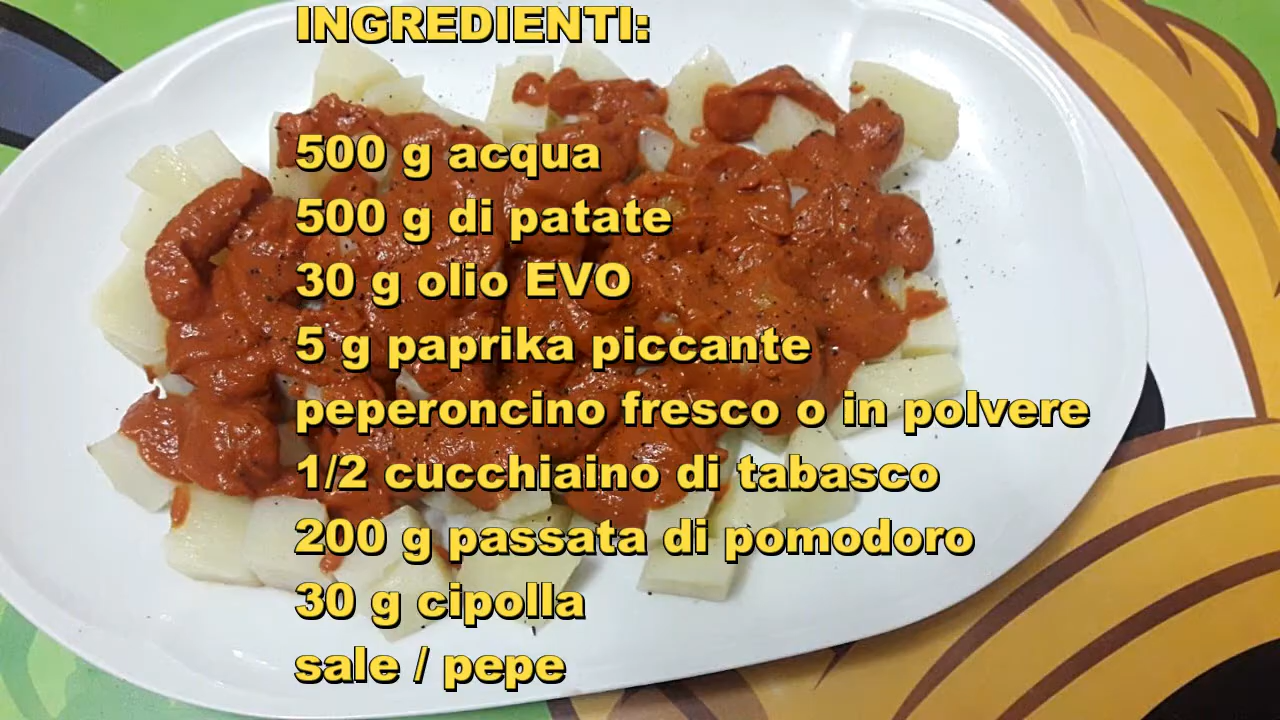 INGREDIENTI:
500 g acqua
500 g di patate
30 g olio EVO
5 g paprika piccante
peperoncino fresco o in polvere
1/2 cucchiaino di tabasco
200 g passata di pomodoro
30 g cipolla
sale / pepe